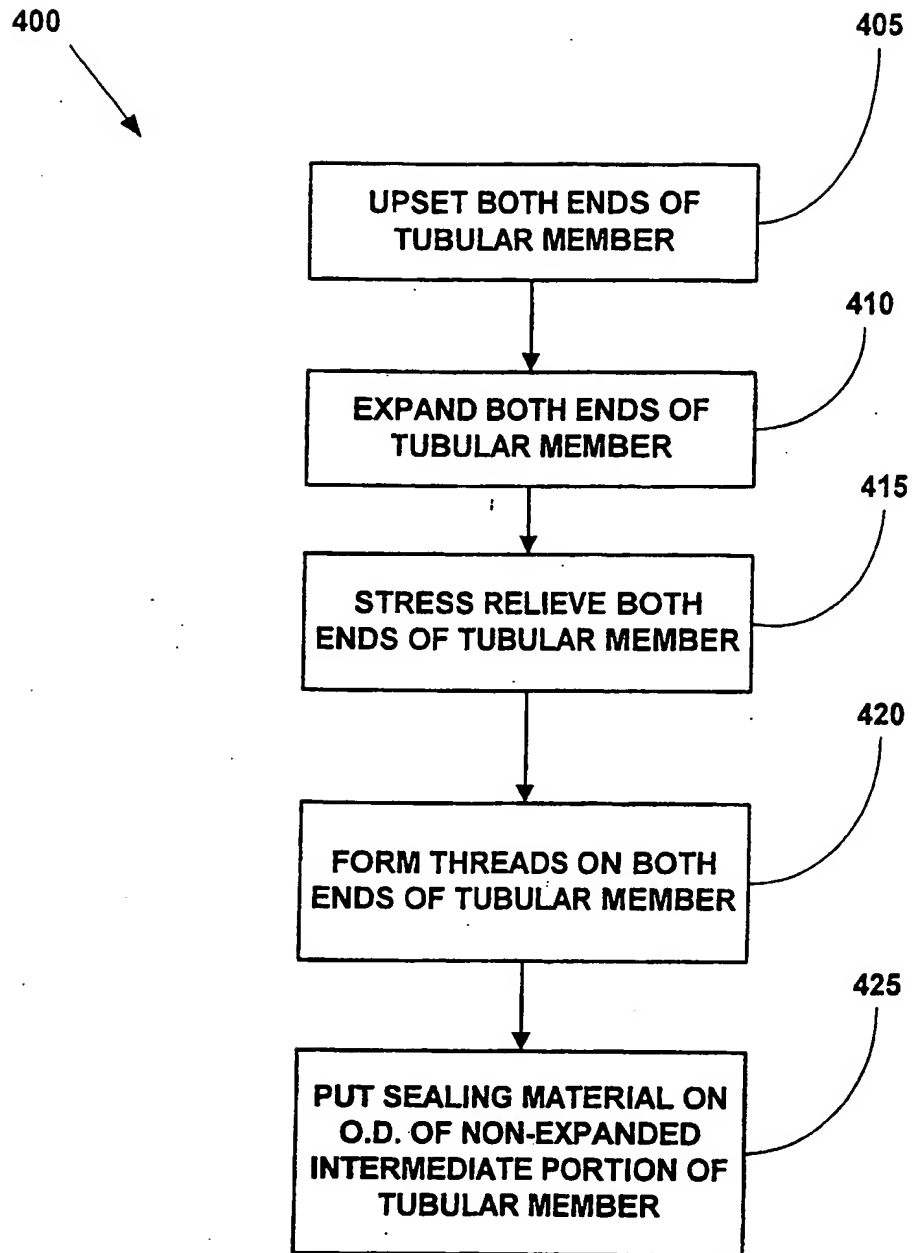 400
405
UPSET BOTH ENDS OF
TUBULAR MEMBER
410
EXPAND BOTH ENDS OF
TUBULAR MEMBER
415
STRESS RELIEVE BOTH
ENDS OF TUBULAR MEMBER
420
FORM THREADS ON BOTH
ENDS OF TUBULAR MEMBER
425
PUT SEALING MATERIAL ON
O.D. OF NON-EXPANDED
INTERMEDIATE PORTION OF
TUBULAR MEMBER